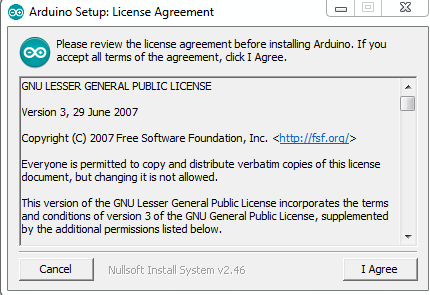 Arduino Setup: License Agreement
Please review the license agreement before installing Arduino. If you
accept all terms of the agreement, click I Agree.
GNU LESSER GENERAL PUBLIC LICENSE
Version 3, 29 June 2007
Copyright (C) 2007 Free Software Foundation, Inc. <http://fsf.org/>
Everyone is permitted to copy and distribute verbatim copies of this license
document, but changing it is not allowed.
This version of the GNU Lesser General Public License incorporates the terms
and conditions of version 3 of the GNU General Public License, supplemented
by the additional permissions listed below.
Cancel
Nullsoft Install System v2.46
I Agree